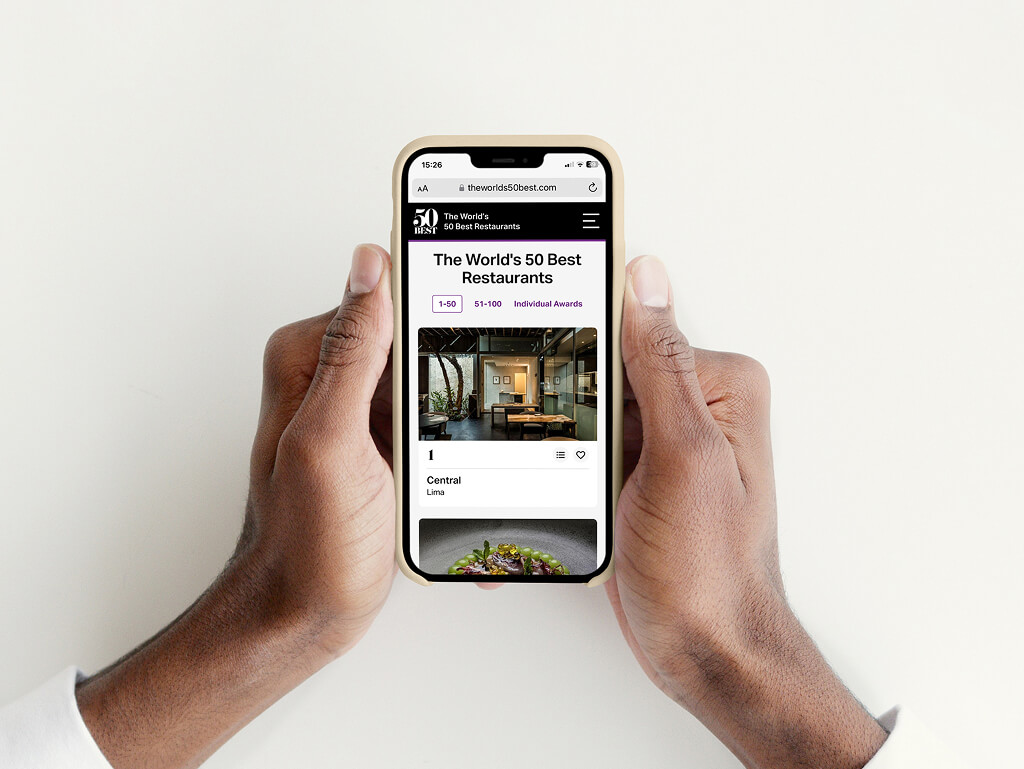 15:26
AA theworlds50best.com
50
BEST
The World's
50 Best Restaurants
The World's 50 Best
Restaurants
1-50 51-100 Individual Awards
1
Central
Lima